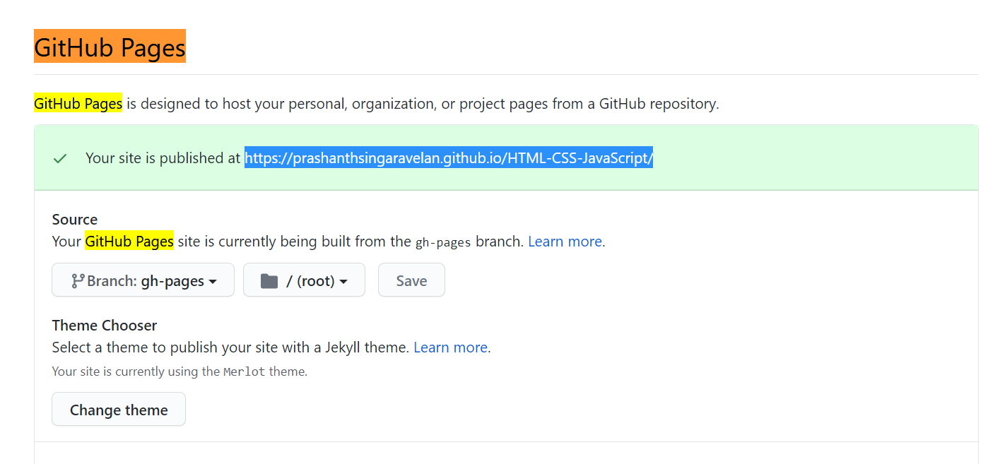 GitHub Pages
GitHub Pages is designed to host your personal, organization, or project pages from a GitHub repository.
Your site is published at https://prashanthsingaravelan.github.io/HTML-CSS-JavaScript/
Source
Your GitHub Pages site is currently being built from the gh-pages branch. Learn more.
Branch: gh-pages / (root) Save
Theme Chooser
Select a theme to publish your site with a Jekyll theme. Learn more.
Your site is currently using the Merlot theme.
Change theme